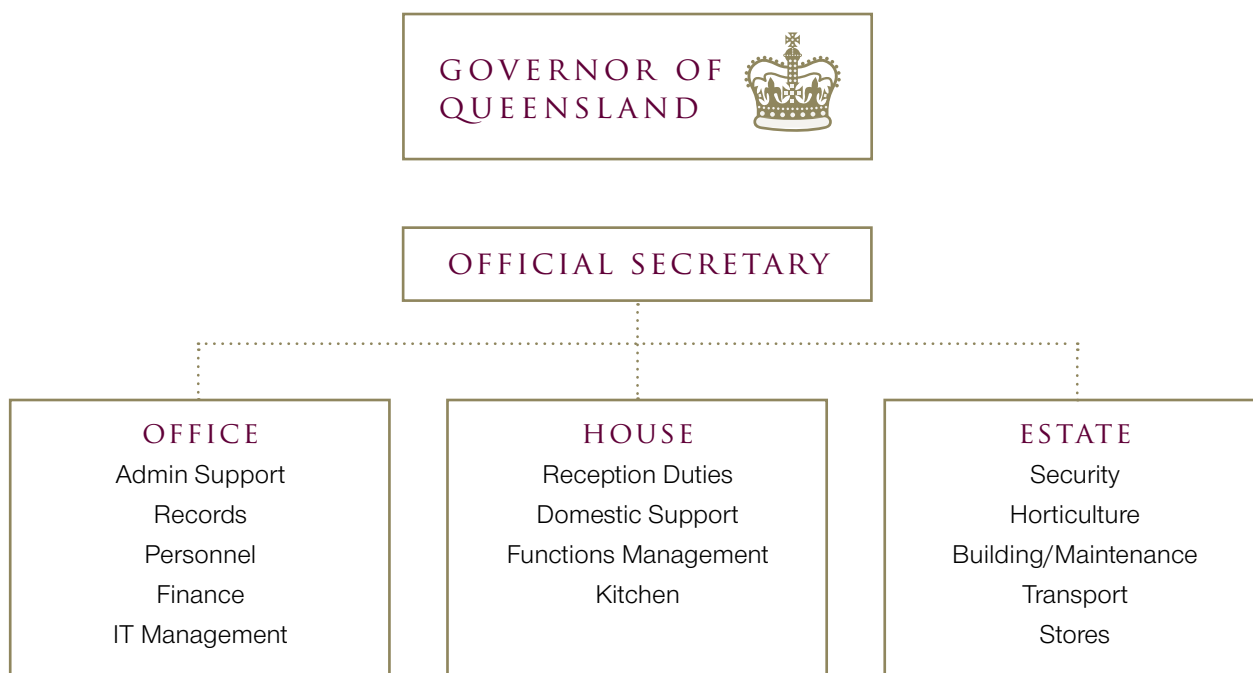 GOVERNOR OF
QUEENSLAND
OFFICIAL SECRETARY
OFFICE
Admin Support
Records
Personnel
Finance
IT Management
HOUSE
Reception Duties
Domestic Support
Functions Management
Kitchen
ESTATE
Security
Horticulture
Building/Maintenance
Transport
Stores